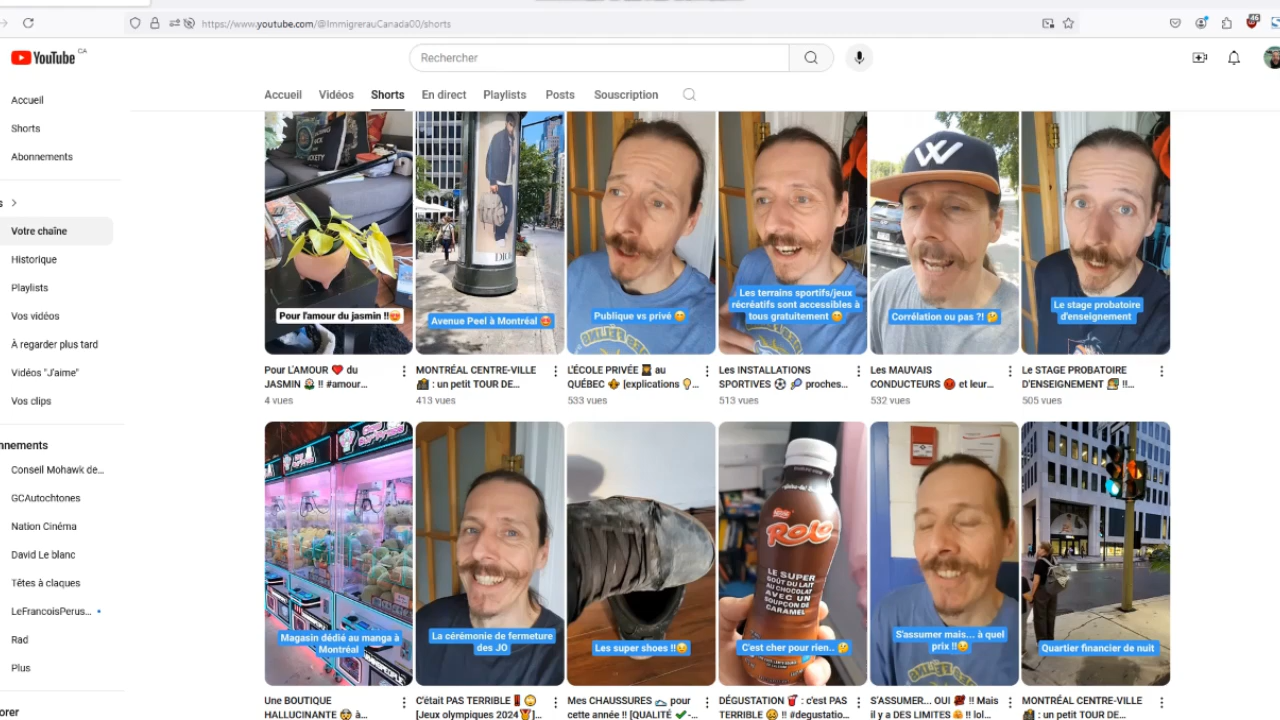 https://www.youtube.com/@ImmigrerauCanada00/shorts
46
YouTube CA
Rechercher
Accueil
Vidéos
Shorts
En direct
Playlists
Posts
Souscription
Accueil
Shorts
Abonnements
Votre chaîne
Historique
Playlists
Vos vidéos
À regarder plus tard
Vidéos "J'aime"
Vos clips
nnements
Conseil Mohawk de...
GCAutochtones
Nation Cinéma
David Le blanc
Têtes à claques
LeFrancoisPerus...
Rad
Plus
orer
Pour l'amour du jasmin !!🥰
DIOR
Avenue Peel à Montréal 🥰
Publique vs privé 😊
Les terrains sportifs/jeux
récréatifs sont accessibles à
tous gratuitement 😊
Corrélation ou pas ?! 🤔
Le stage probatoire
d'enseignement
Pour L'AMOUR ❤️ du
JASMIN 🌼 !! #amour...
4 vues
MONTRÉAL CENTRE-VILLE
🏙️ : un petit TOUR DE...
413 vues
L'ÉCOLE PRIVÉE 👨‍🎓 au
QUÉBEC ⚜️ [explications 💡...
533 vues
Les INSTALLATIONS
SPORTIVES ⚽ 🎾 proches...
513 vues
Les MAUVAIS
CONDUCTEURS 😡 et leur...
532 vues
Le STAGE PROBATOIRE
D'ENSEIGNEMENT 👨‍🏫 !!...
505 vues
Magasin dédié au manga à
Montréal
La cérémonie de fermeture
des JO
Les super shoes !!😉
Nestlé
Rolo
LE SUPER
GOÛT DU LAIT
AU CHOCOLAT
AVEC UN
SOUPÇON DE
CARAMEL
C'est cher pour rien.. 🤔
S'assumer mais... à quel
prix !!😉
Quartier financier de nuit
Une BOUTIQUE
HALLUCINANTE 🤯 à...
C'était PAS TERRIBLE ‼️ 🙄
[Jeux olympiques 2024🏅]...
Mes CHAUSSURES 👟 pour
cette année !! [QUALITÉ ✔️-...
DÉGUSTATION 🥤 : c'est PAS
TERRIBLE 😖 !! #degustatio...
S'ASSUMER... OUI 💢 !! Mais
il y a DES LIMITES 🤫 !! lol...
MONTRÉAL CENTRE-VILLE
🏙️ : un petit TOUR DE...